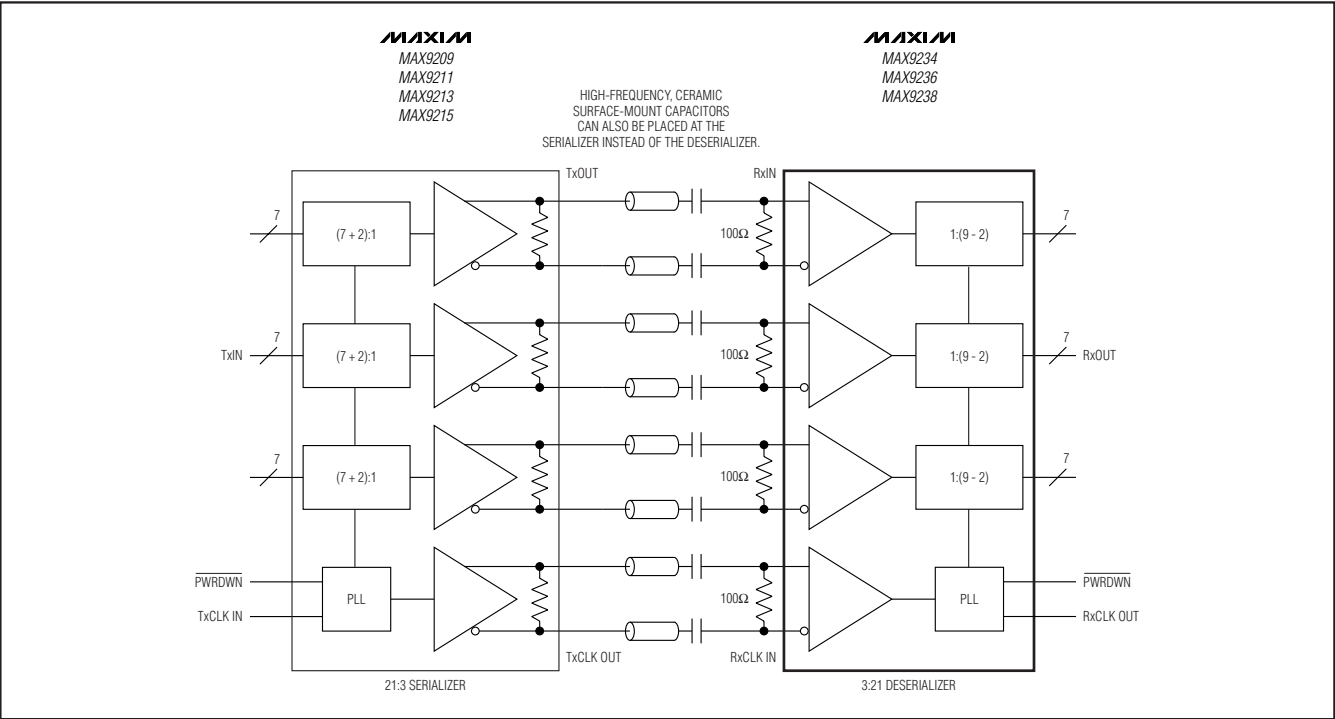 MAXIM
MAX9209
MAX9211
MAX9213
MAX9215
MAXIM
MAX9234
MAX9236
MAX9238
HIGH-FREQUENCY, CERAMIC
SURFACE-MOUNT CAPACITORS
CAN ALSO BE PLACED AT THE
SERIALIZER INSTEAD OF THE DESERIALIZER.
TxOUT
RxIN
7
(7 + 2):1
100Ω
1:(9 - 2)
7
TxIN
7
(7 + 2):1
100Ω
1:(9 - 2)
7
RxOUT
7
(7 + 2):1
100Ω
1:(9 - 2)
7
PWRDWN
TxCLK IN
PLL
100Ω
PLL
PWRDWN
RxCLK OUT
TxCLK OUT
RxCLK IN
21:3 SERIALIZER
3:21 DESERIALIZER